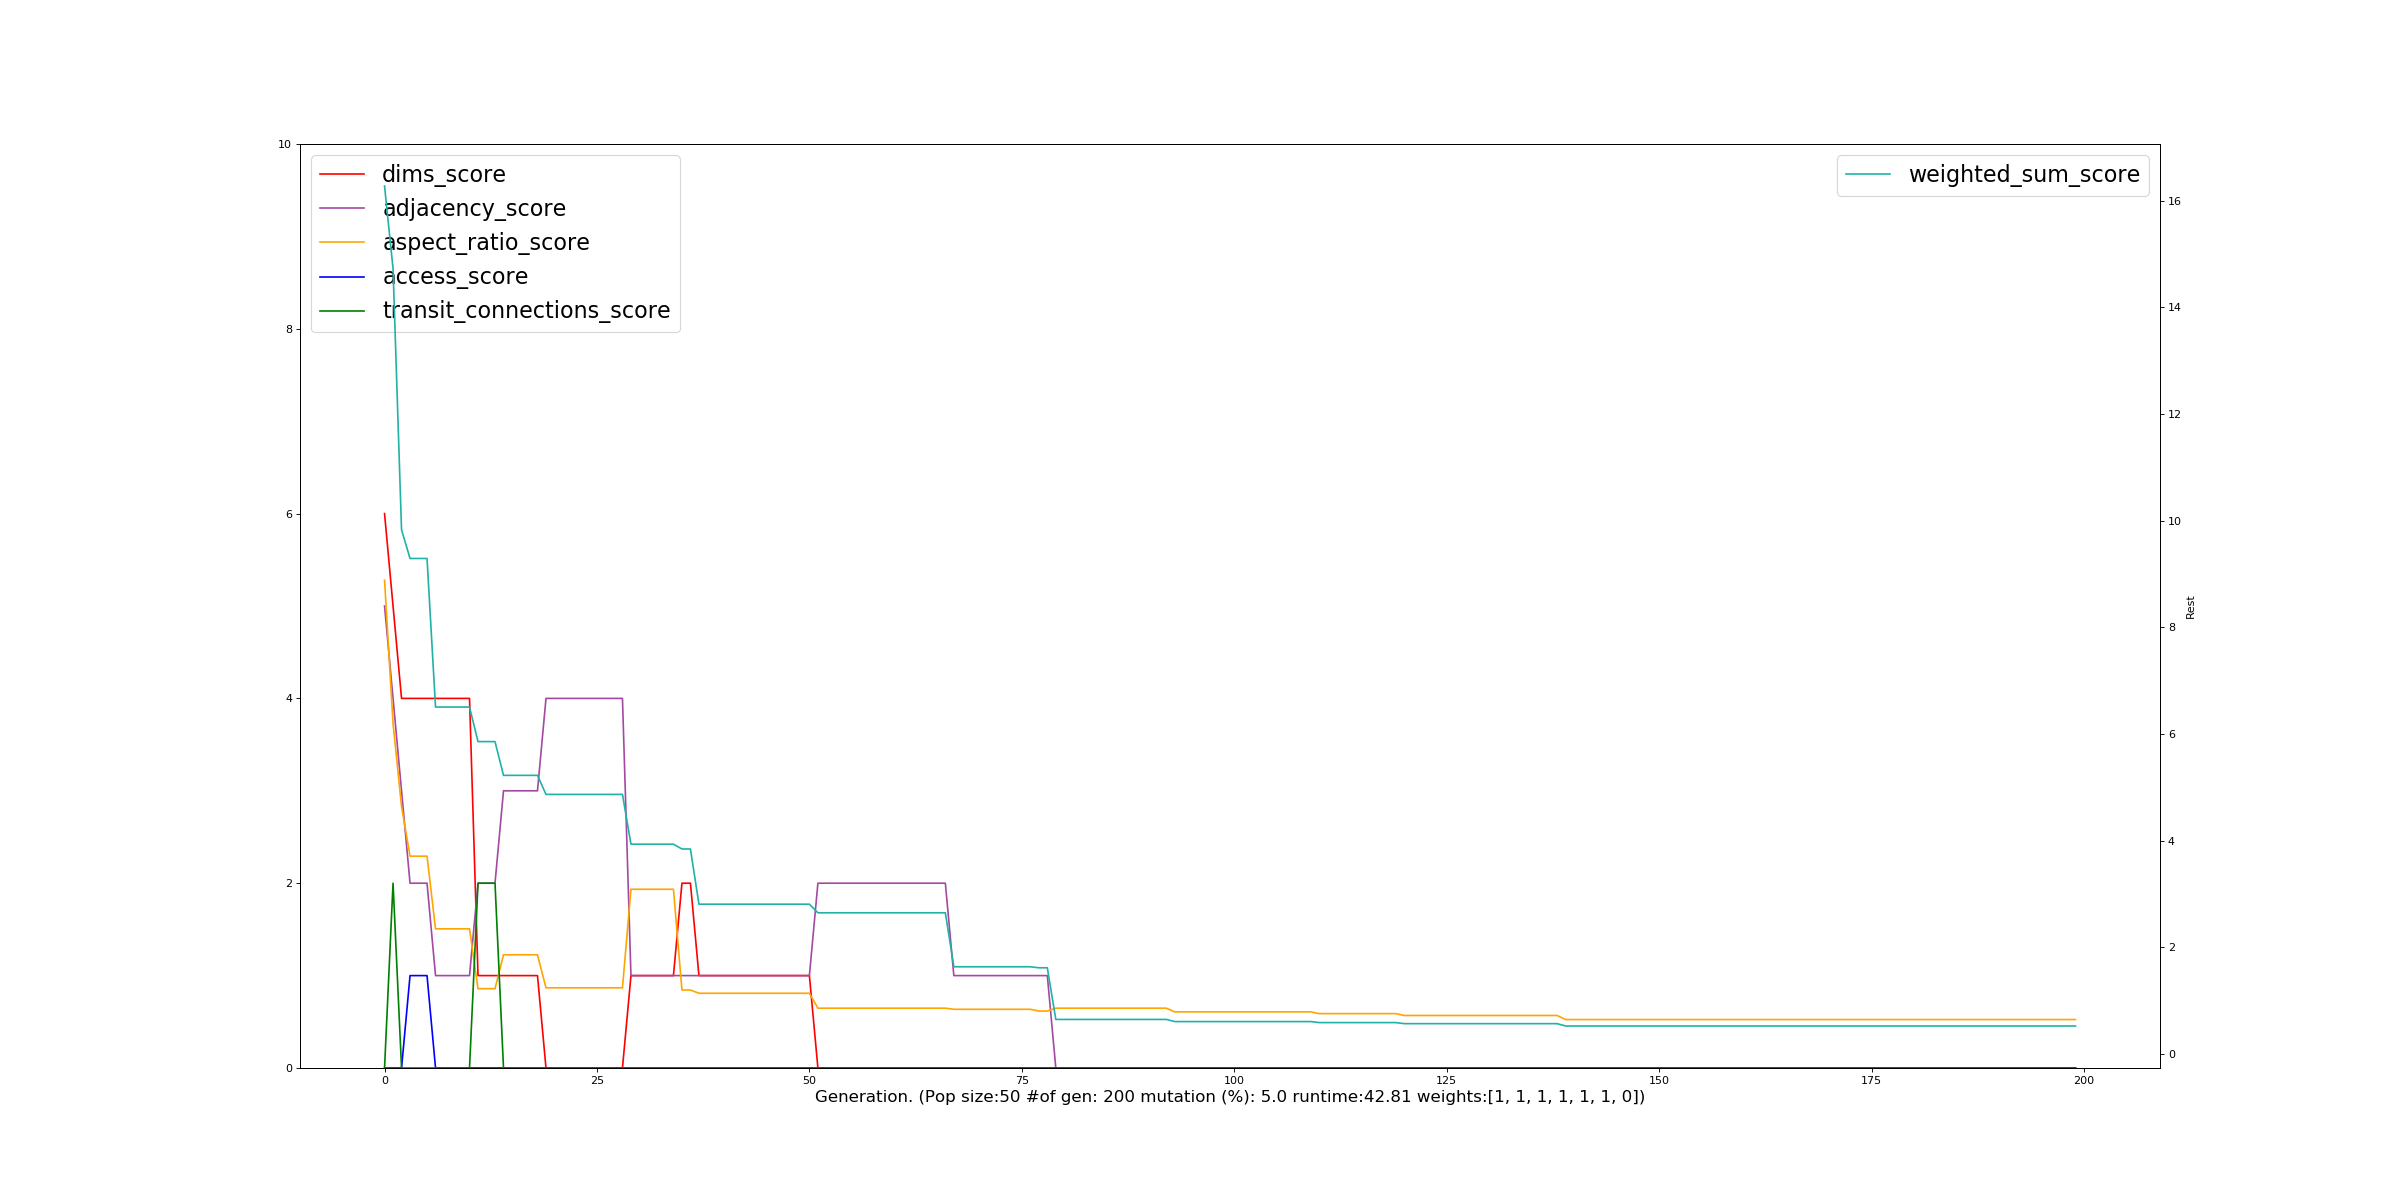 dims_score
adjacency_score
aspect_ratio_score
access_score
transit_connections_score
weighted_sum_score
10
8
6
4
2
0
16
14
12
10
8
6
4
2
0
Rest
0 25 50 75 100 125 150 175 200
Generation. (Pop size:50 #of gen: 200 mutation (%): 5.0 runtime:42.81 weights:[1, 1, 1, 1, 1, 1, 0])